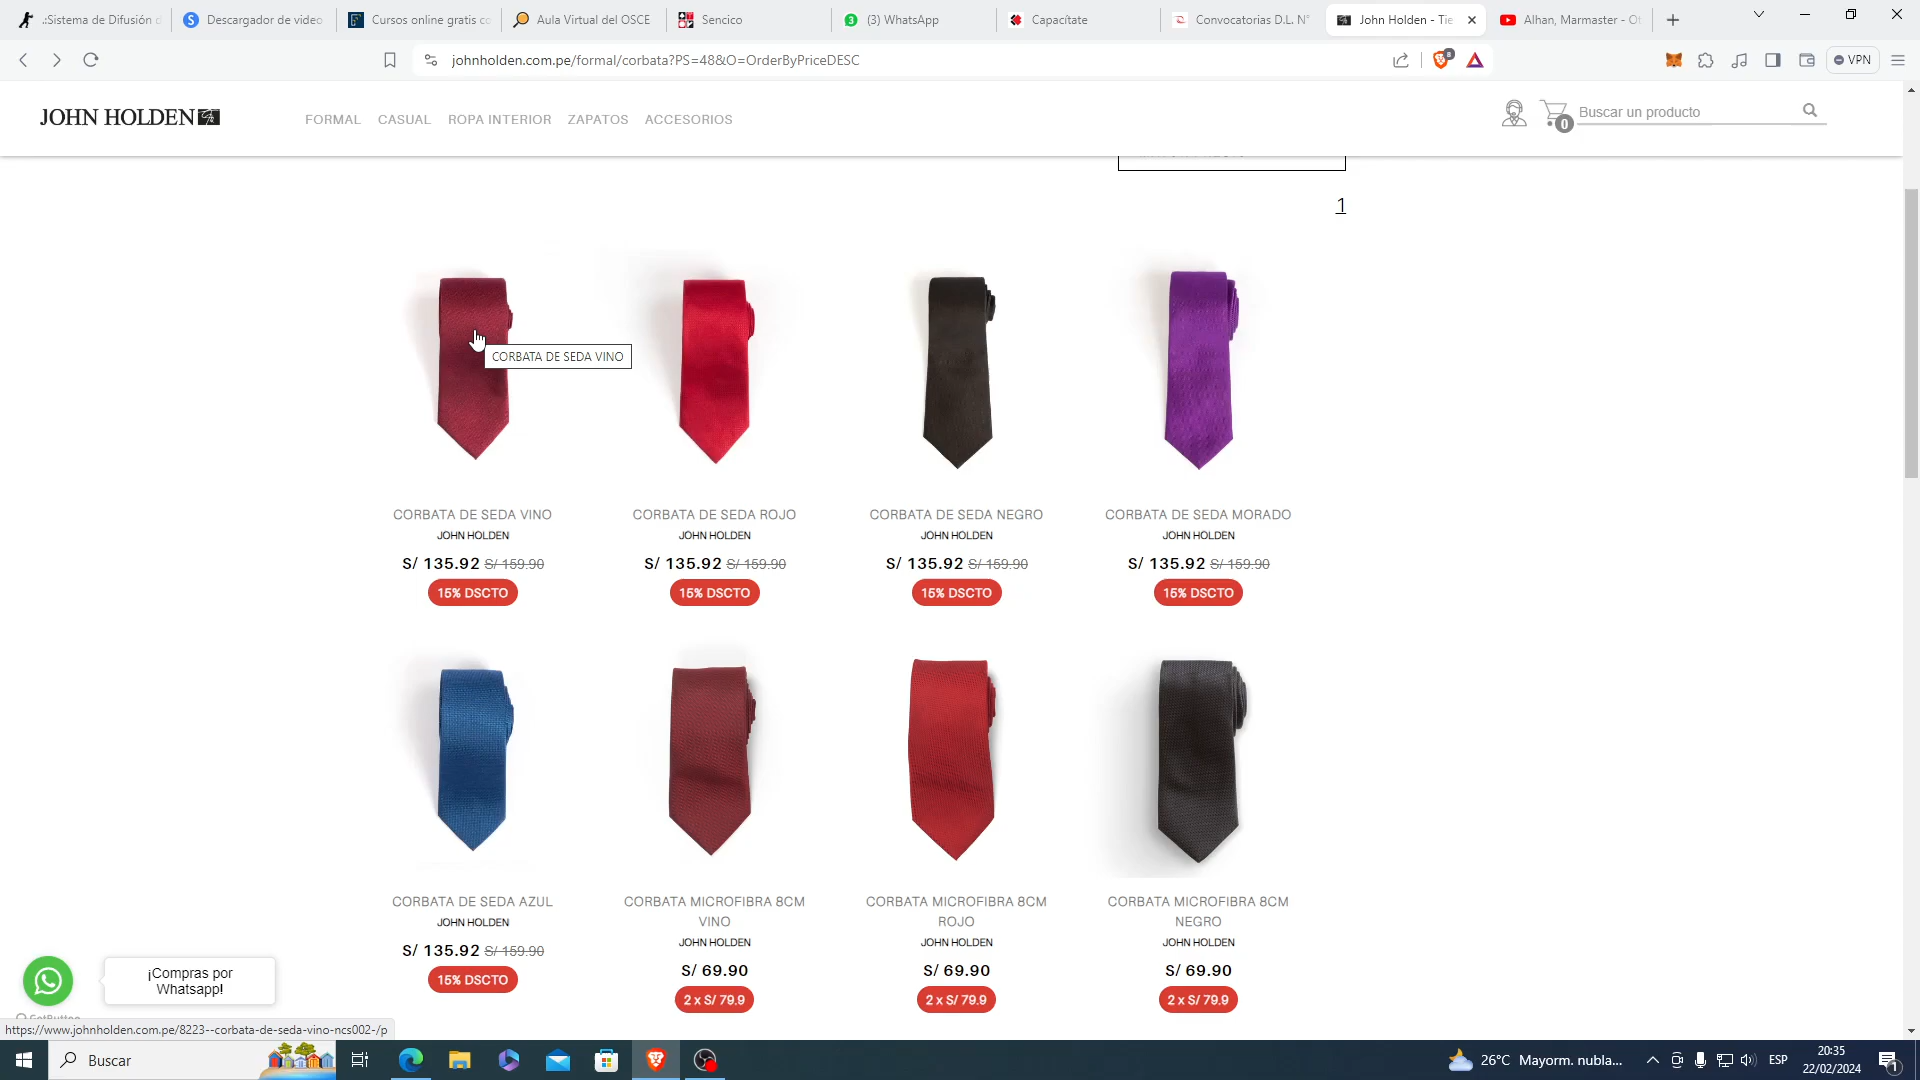 .:Sistema de Difusión d
Descargador de video
Cursos online gratis co
Aula Virtual del OSCE
Sencico
(3) WhatsApp
Capacítate
Convocatorias D.L. N°
John Holden - Tie
Alhan, Marmaster - Ot
johnholden.com.pe/formal/corbata?PS=48&O=OrderByPriceDESC
8
VPN
JOHN HOLDEN
FORMAL
CASUAL
ROPA INTERIOR
ZAPATOS
ACCESORIOS
0
Buscar un producto
1
CORBATA DE SEDA VINO
CORBATA DE SEDA VINO
JOHN HOLDEN
S/ 135.92 S/ 159.90
15% DSCTO
CORBATA DE SEDA ROJO
JOHN HOLDEN
S/ 135.92 S/ 159.90
15% DSCTO
CORBATA DE SEDA NEGRO
JOHN HOLDEN
S/ 135.92 S/ 159.90
15% DSCTO
CORBATA DE SEDA MORADO
JOHN HOLDEN
S/ 135.92 S/ 159.90
15% DSCTO
CORBATA DE SEDA AZUL
JOHN HOLDEN
S/ 135.92 S/ 159.90
15% DSCTO
CORBATA MICROFIBRA 8CM
VINO
JOHN HOLDEN
S/ 69.90
2 x S/ 79.9
CORBATA MICROFIBRA 8CM
ROJO
JOHN HOLDEN
S/ 69.90
2 x S/ 79.9
CORBATA MICROFIBRA 8CM
NEGRO
JOHN HOLDEN
S/ 69.90
2 x S/ 79.9
¡Compras por
Whatsapp!
GetButton
https://www.johnholden.com.pe/8223--corbata-de-seda-vino-ncs002-/p
Buscar
26°C Mayorm. nubla...
ESP
20:35
22/02/2024
1